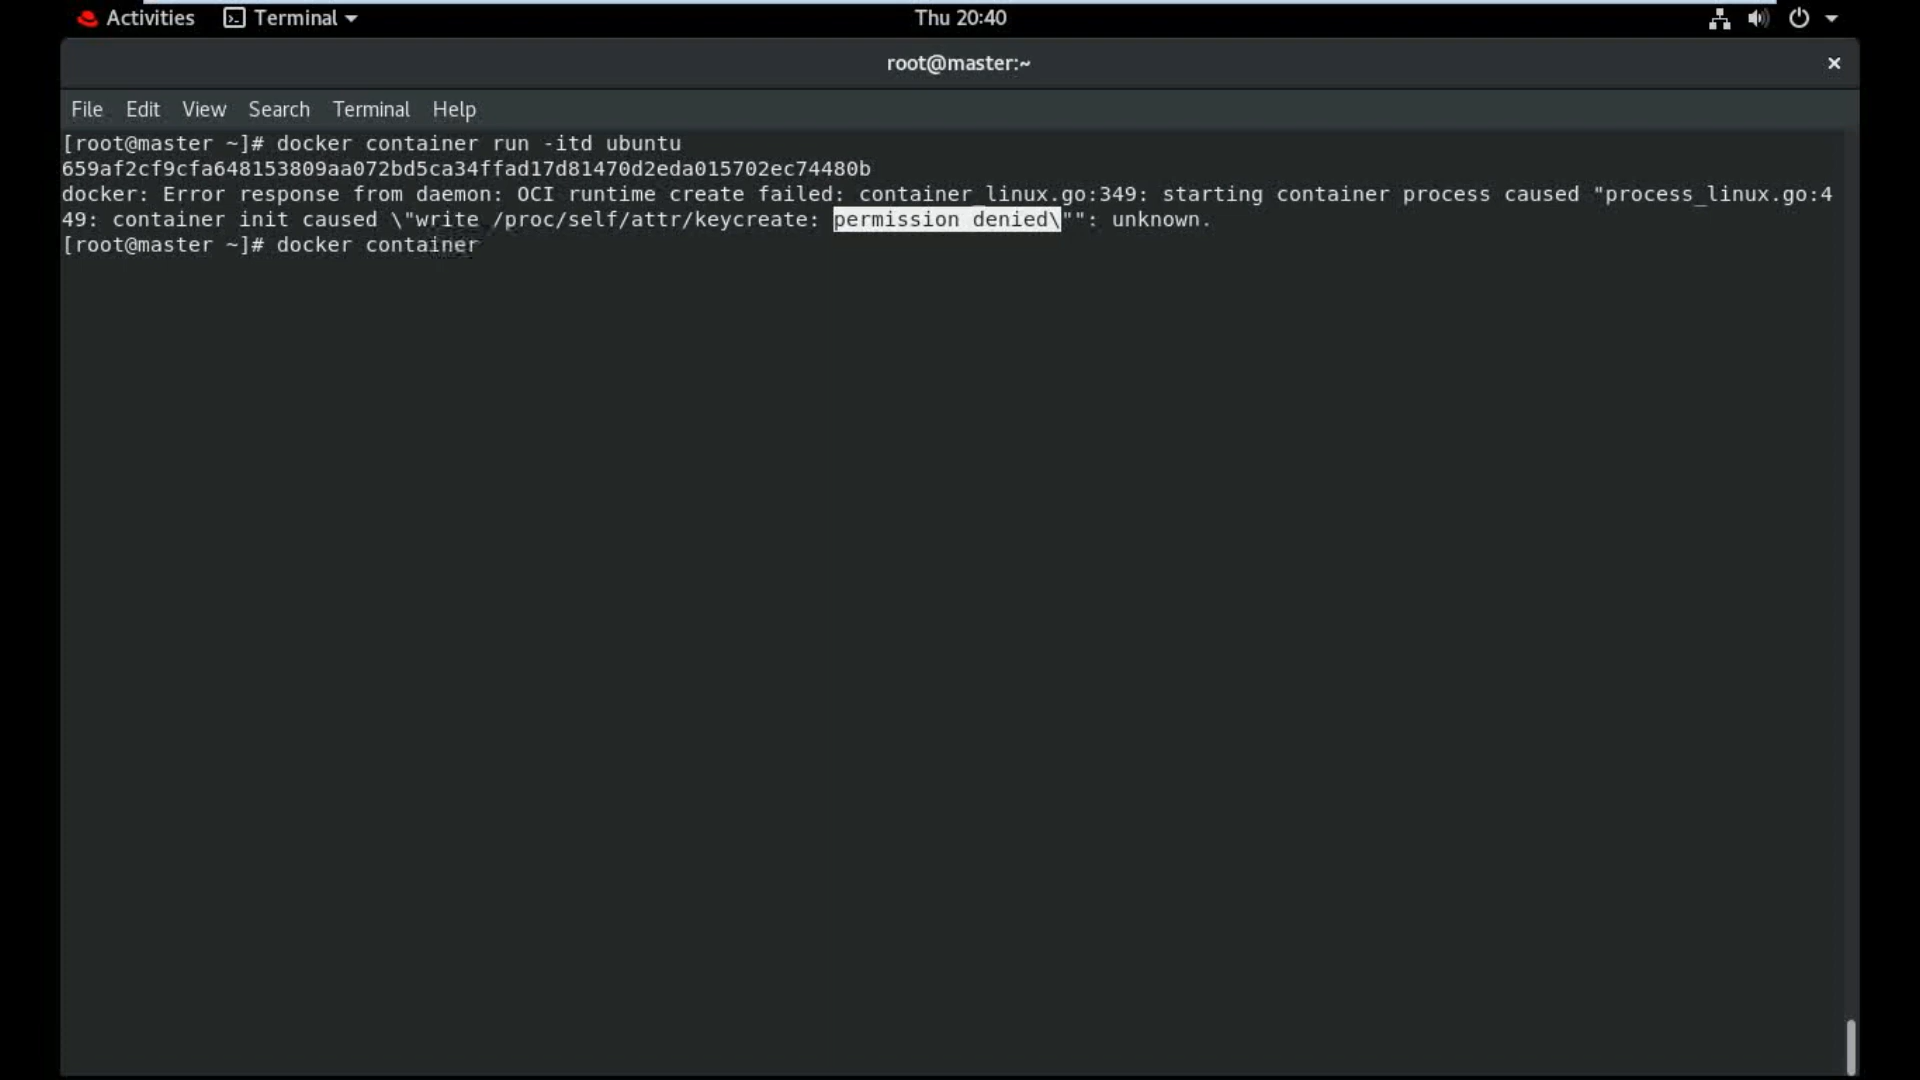 Activities Terminal Thu 20:40
root@master:~
File Edit View Search Terminal Help
[root@master ~]# docker container run -itd ubuntu
659af2cf9cfa648153809aa072bd5ca34ffad17d81470d2eda015702ec74480b
docker: Error response from daemon: OCI runtime create failed: container_linux.go:349: starting container process caused "process_linux.go:4
49: container init caused \"write /proc/self/attr/keycreate: permission denied\"": unknown.
[root@master ~]# docker container